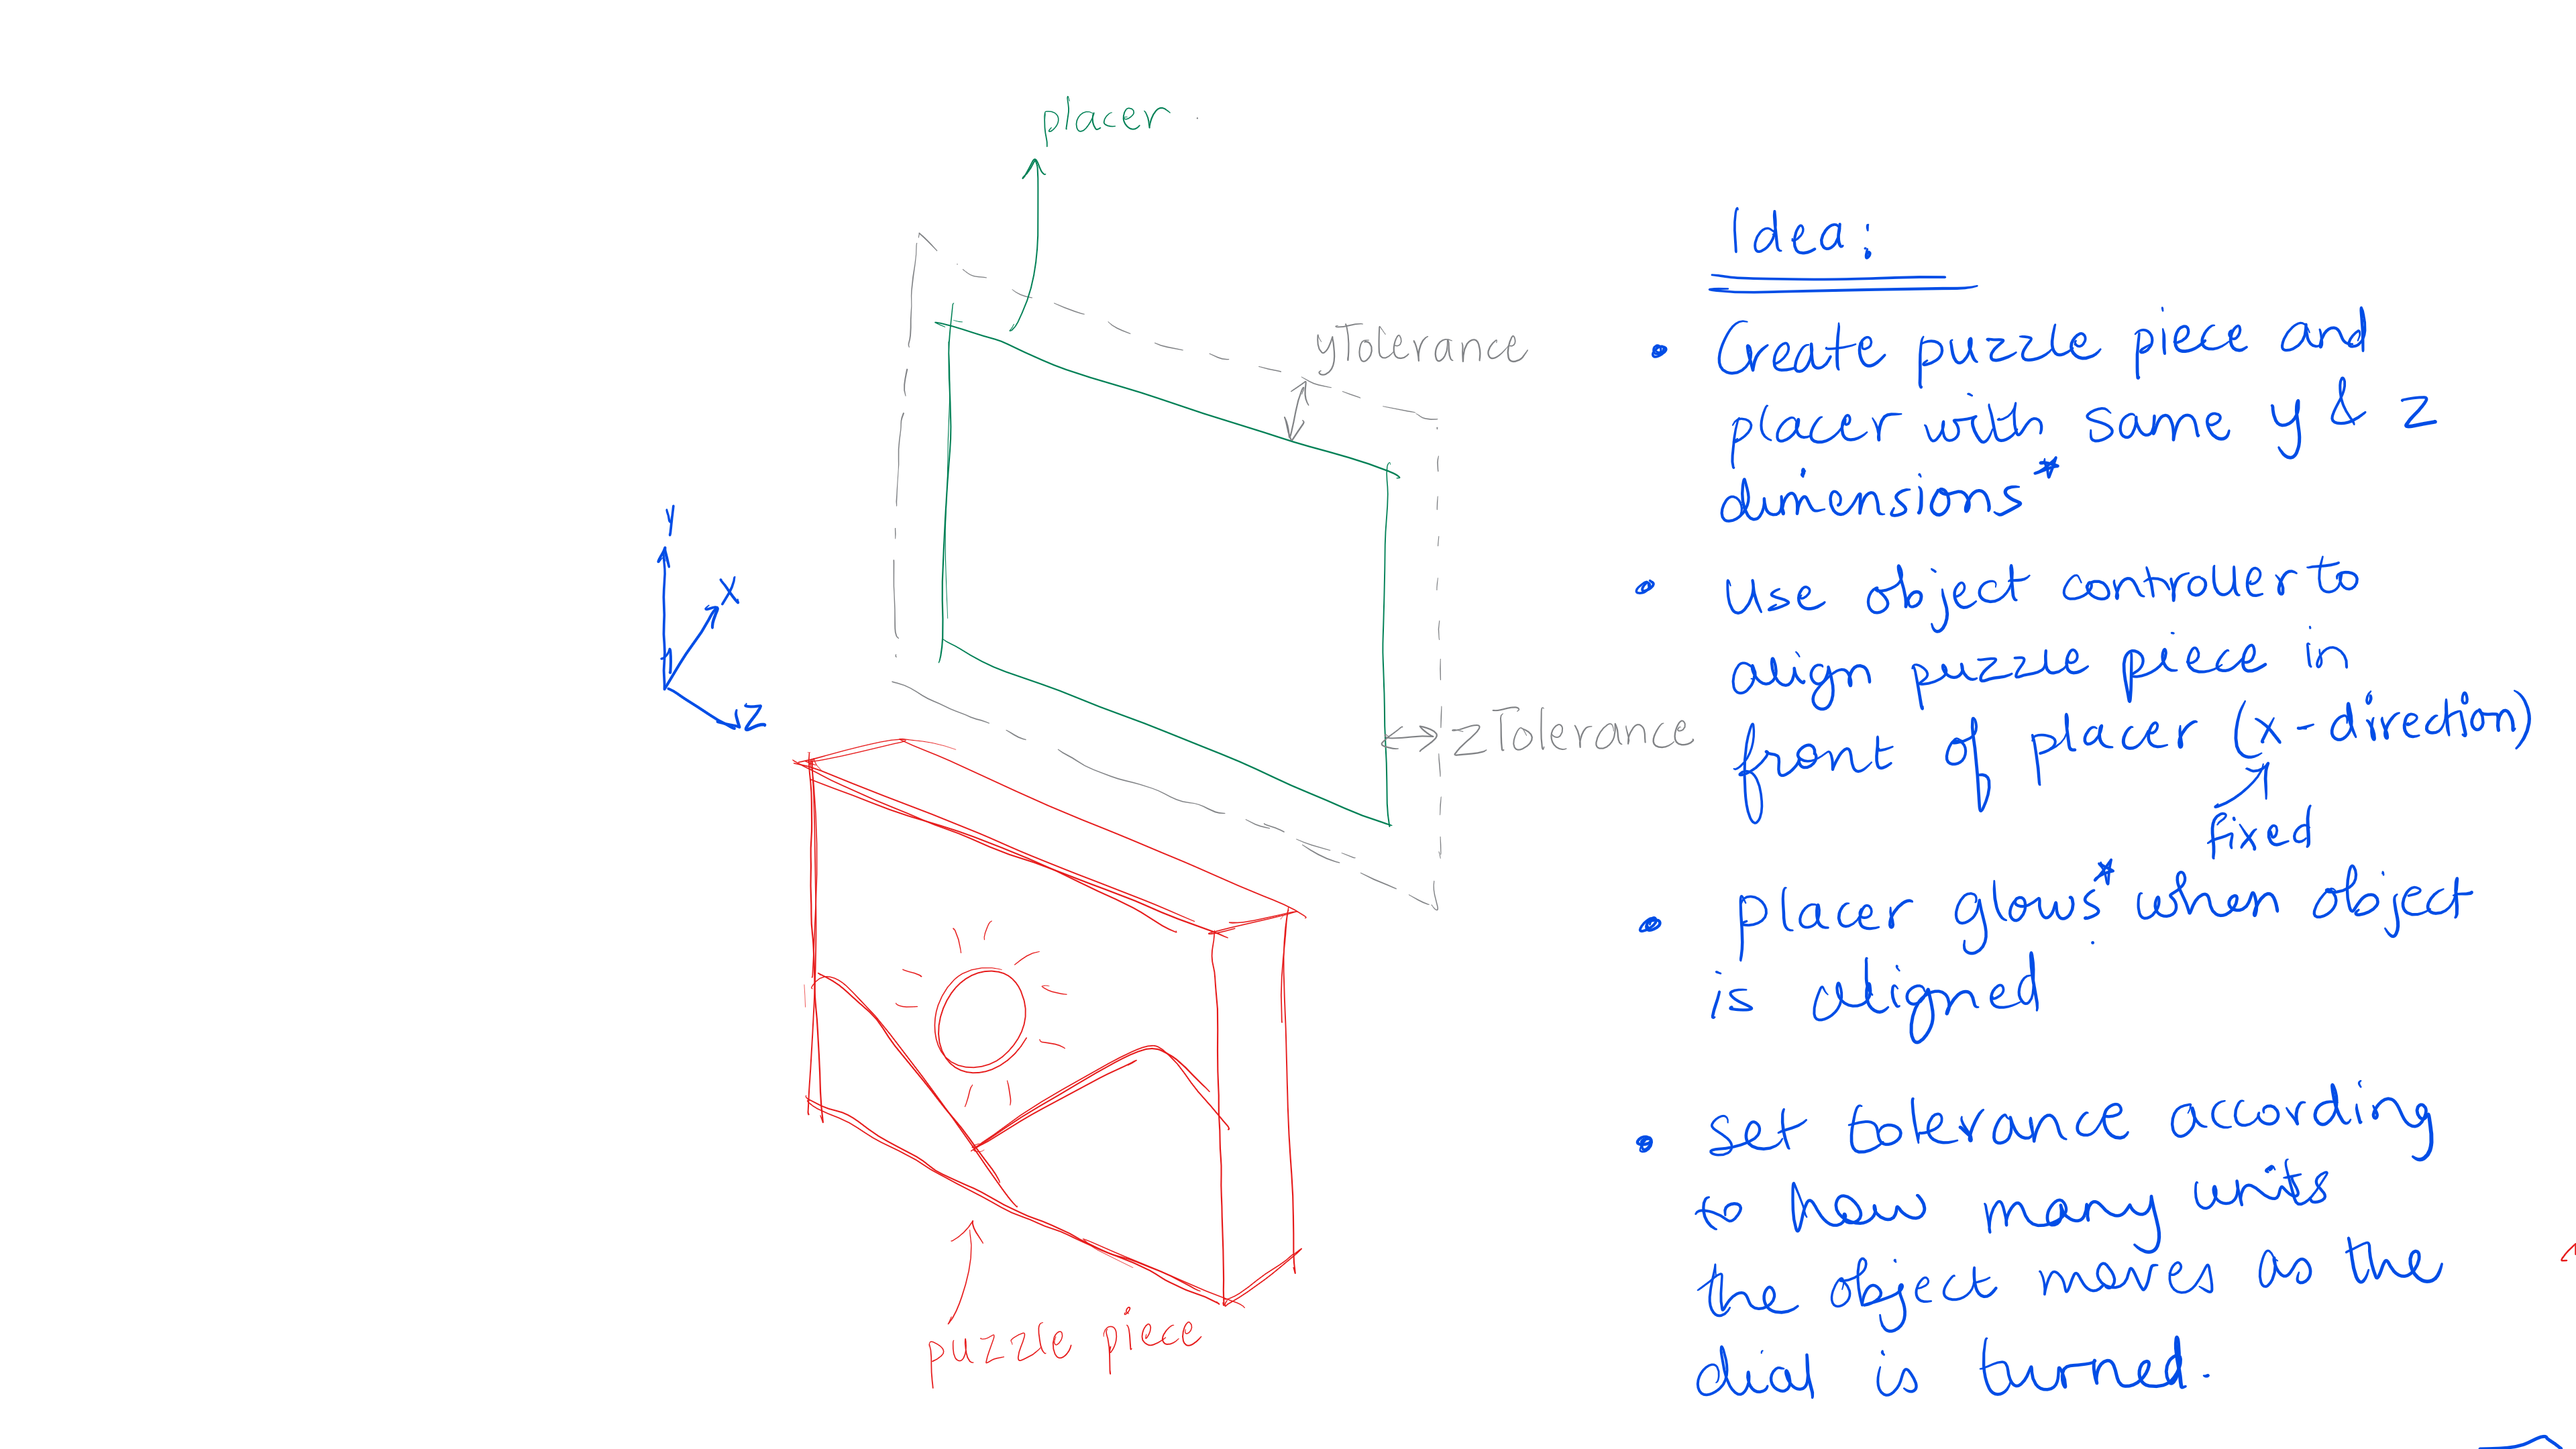 placer
yTolerance
Y
X
Z
zTolerance
puzzle piece
Idea:
• Create puzzle piece and
placer with same y & z
dimensions*
• Use object controller to
align puzzle piece in
front of placer (x-direction)
fixed
• placer glows* when object
is aligned
• set tolerance according
to how many units
the object moves as the
dial is turned.